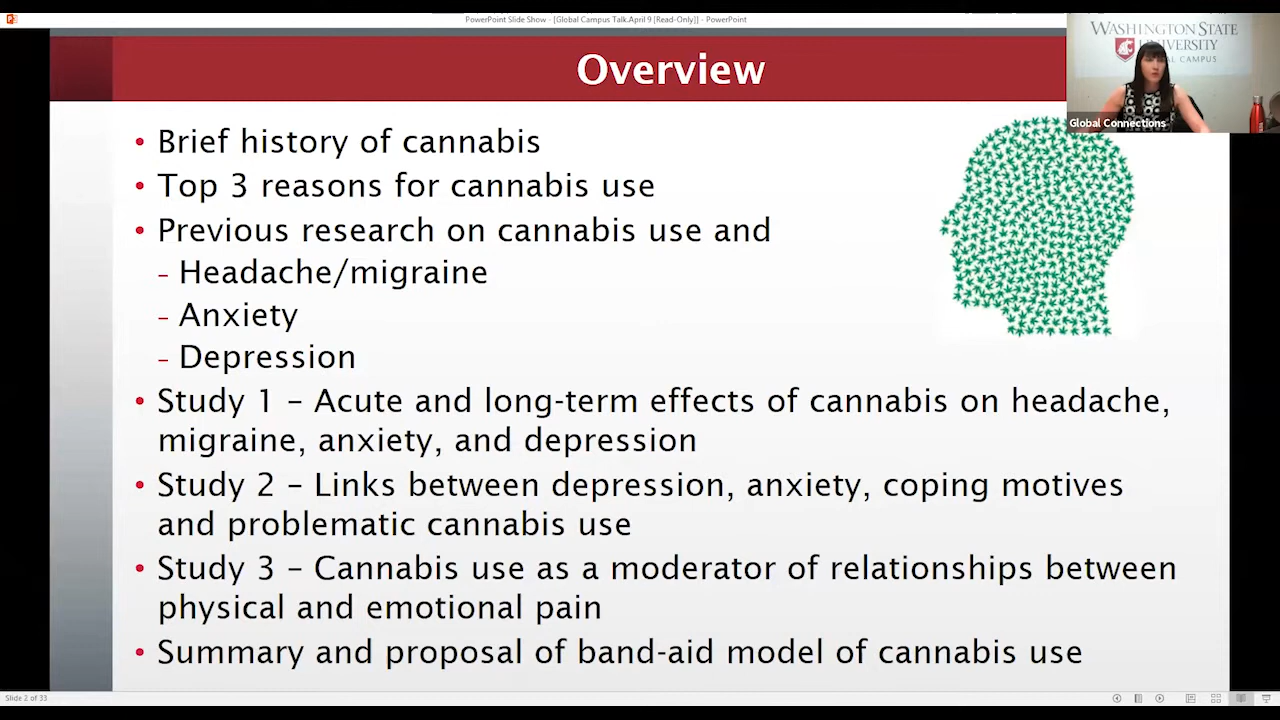 PowerPoint Slide Show - [Global Campus Talk.April 9 [Read-Only]] - PowerPoint
Overview
WASHINGTON STATE
UNIVERSITY
CAMPUS
Global Connections
• Brief history of cannabis
• Top 3 reasons for cannabis use
• Previous research on cannabis use and
– Headache/migraine
– Anxiety
– Depression
• Study 1 – Acute and long-term effects of cannabis on headache,
migraine, anxiety, and depression
• Study 2 – Links between depression, anxiety, coping motives
and problematic cannabis use
• Study 3 – Cannabis use as a moderator of relationships between
physical and emotional pain
• Summary and proposal of band-aid model of cannabis use
Slide 2 of 33